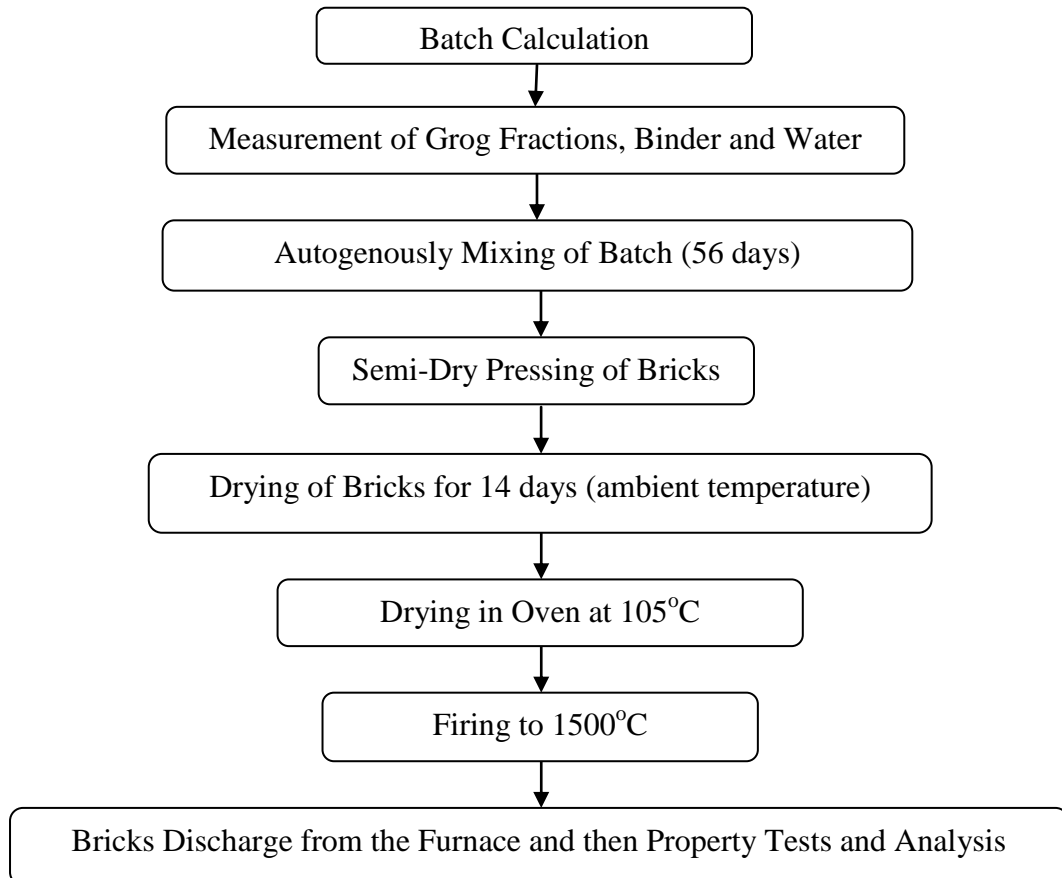 Batch Calculation
Measurement of Grog Fractions, Binder and Water
Autogenously Mixing of Batch (56 days)
Semi-Dry Pressing of Bricks
Drying of Bricks for 14 days (ambient temperature)
Drying in Oven at 105°C
Firing to 1500°C
Bricks Discharge from the Furnace and then Property Tests and Analysis